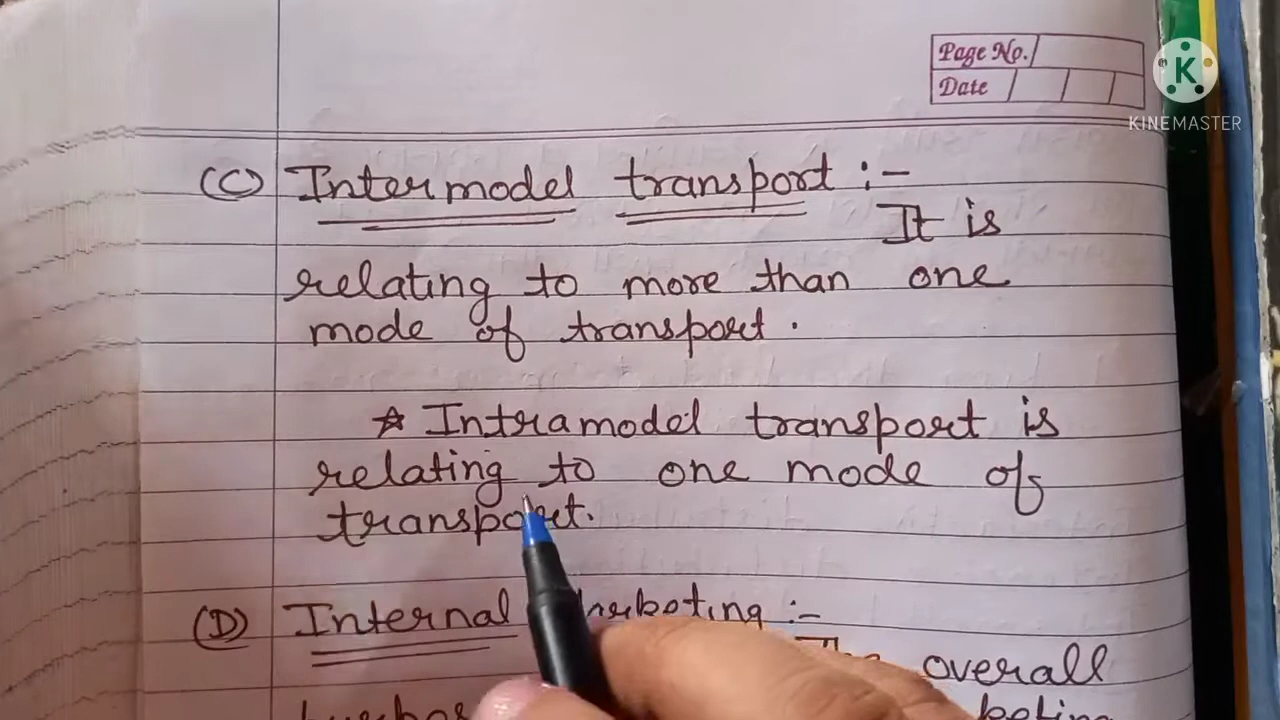 Page No.
Date
KINEMASTER
(C) Intermodel transport :-
It is
relating to more than one
mode of transport.
☆ Intramodel transport is
relating to one mode of
transport.
(D) Internal :-
overall